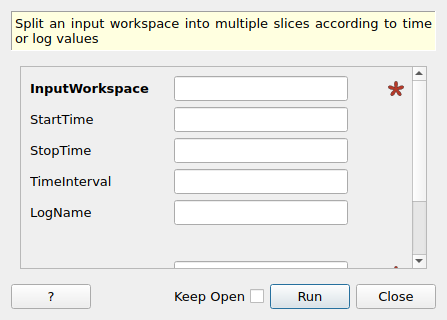 Split an input workspace into multiple slices according to time
or log values
InputWorkspace
StartTime
StopTime
TimeInterval
LogName
?
Keep Open
Run
Close